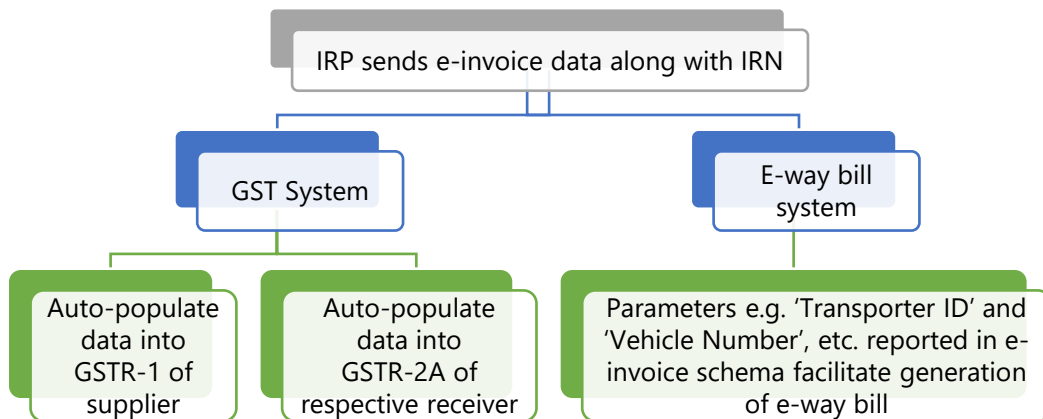 IRP sends e-invoice data along with IRN
GST System
E-way bill
system
Auto-populate
data into
GSTR-1 of
supplier
Auto-populate
data into
GSTR-2A of
respective receiver
Parameters e.g. ‘Transporter ID’ and
‘Vehicle Number’, etc. reported in e-
invoice schema facilitate generation
of e-way bill